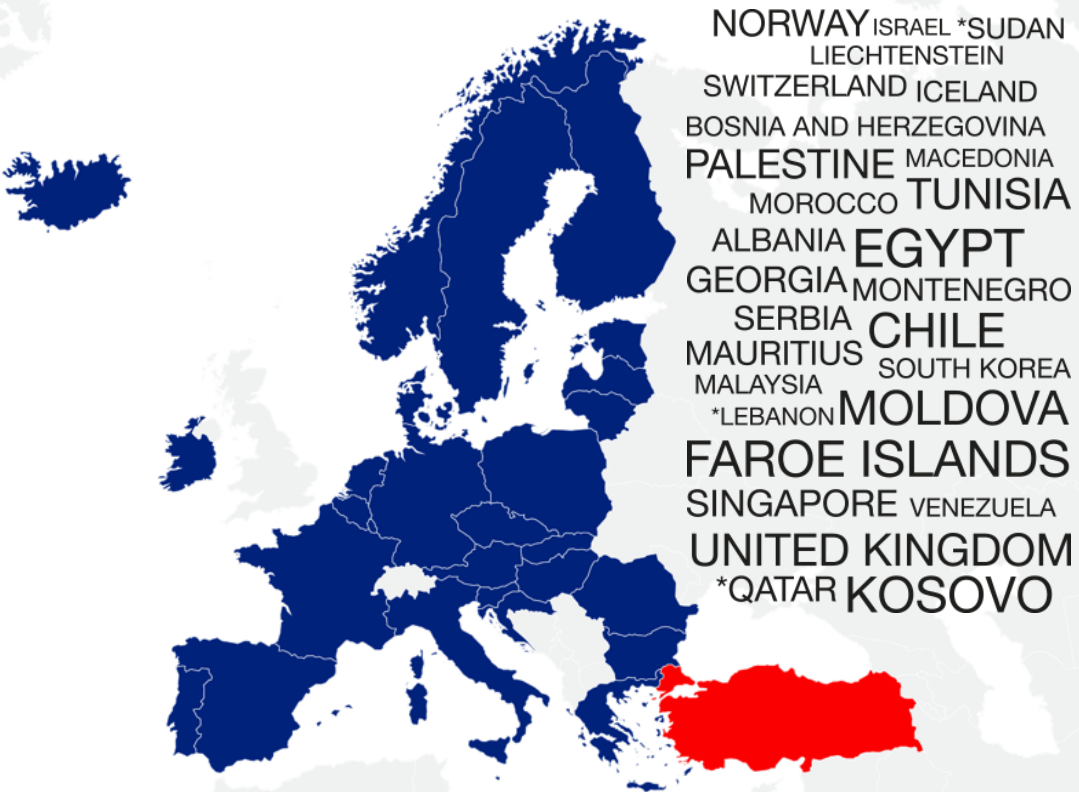 NORWAY ISRAEL *SUDAN
LIECHTENSTEIN
SWITZERLAND ICELAND
BOSNIA AND HERZEGOVINA
PALESTINE MACEDONIA
MOROCCO TUNISIA
ALBANIA EGYPT
GEORGIA MONTENEGRO
SERBIA CHILE
MAURITIUS SOUTH KOREA
MALAYSIA
*LEBANON MOLDOVA
FAROE ISLANDS
SINGAPORE VENEZUELA
UNITED KINGDOM
*QATAR KOSOVO